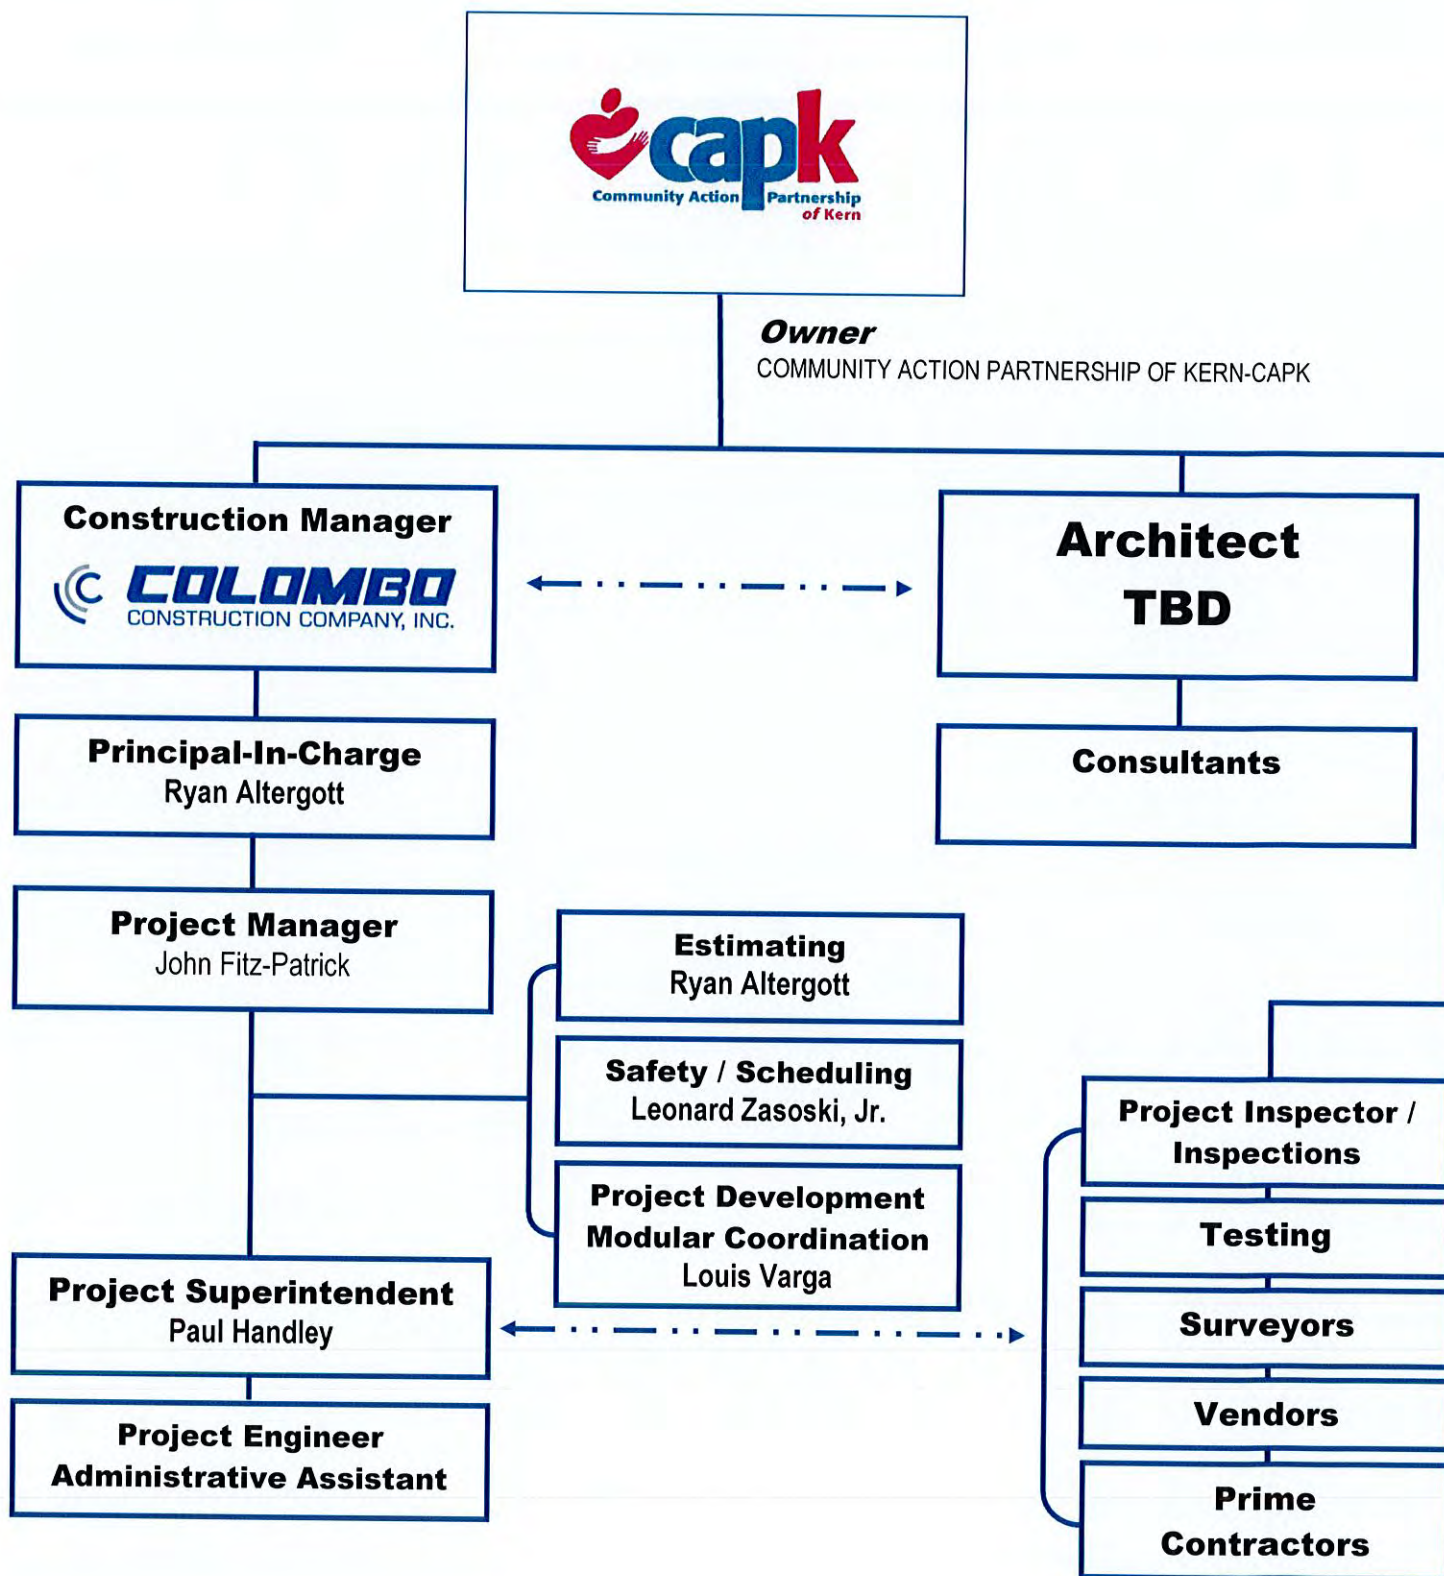 capk
Community Action Partnership
of Kern
Owner
COMMUNITY ACTION PARTNERSHIP OF KERN-CAPK
Construction Manager
C COLOMBO
CONSTRUCTION COMPANY, INC.
Architect
TBD
Principal-In-Charge
Ryan Altergott
Consultants
Project Manager
John Fitz-Patrick
Estimating
Ryan Altergott
Safety / Scheduling
Leonard Zasoski, Jr.
Project Development
Modular Coordination
Louis Varga
Project Superintendent
Paul Handley
Project Engineer
Administrative Assistant
Project Inspector /
Inspections
Testing
Surveyors
Vendors
Prime
Contractors